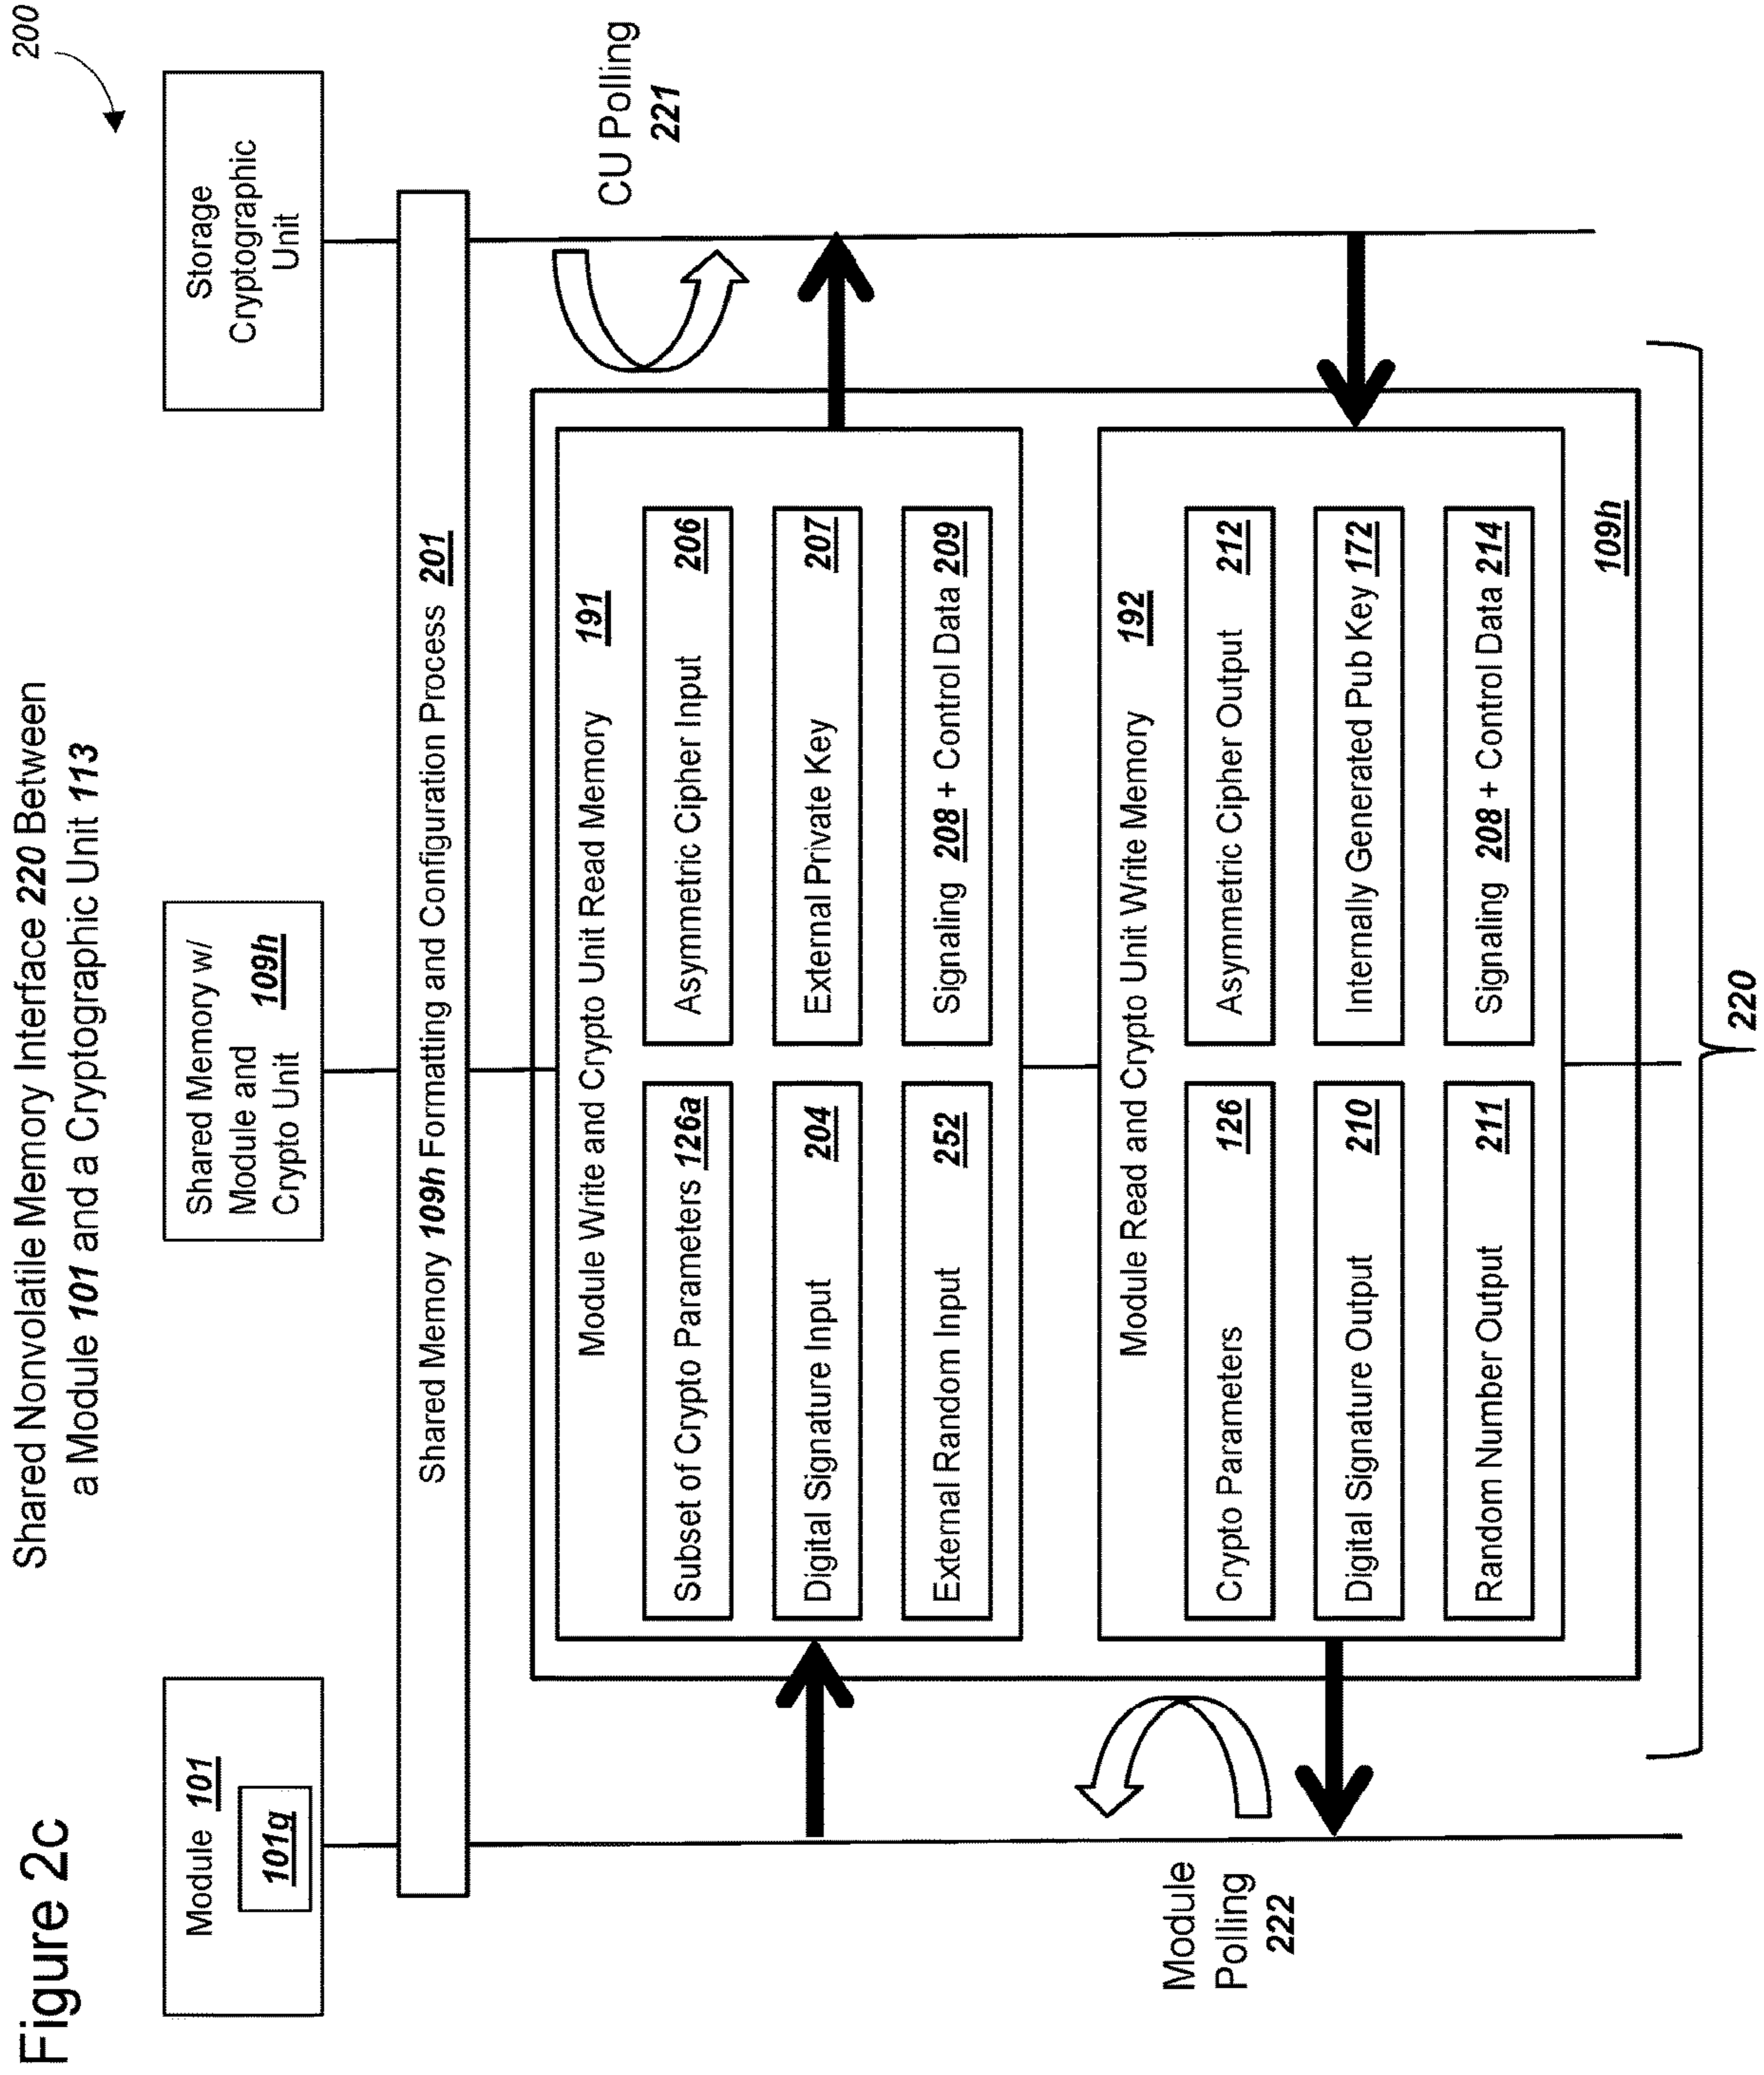 Figure 2c
Shared Nonvolatile Memory Interface 220 Between
a Module 101 and a Cryptographic Unit 113
200
Module 101
101g
Shared Memory w/
Module and
Crypto Unit 109h
Storage
Cryptographic
Unit
Shared Memory 109h Formatting and Configuration Process 201
CU Polling
221
Module Write and Crypto Unit Read Memory 191
Subset of Crypto Parameters 126a
Asymmetric Cipher Input 206
Digital Signature Input 204
External Private Key 207
External Random Input 252
Signaling 208 + Control Data 209
Module
Polling
222
Module Read and Crypto Unit Write Memory 192
Crypto Parameters 126
Asymmetric Cipher Output 212
Digital Signature Output 210
Internally Generated Pub Key 172
Random Number Output 211
Signaling 208 + Control Data 214
109h
220